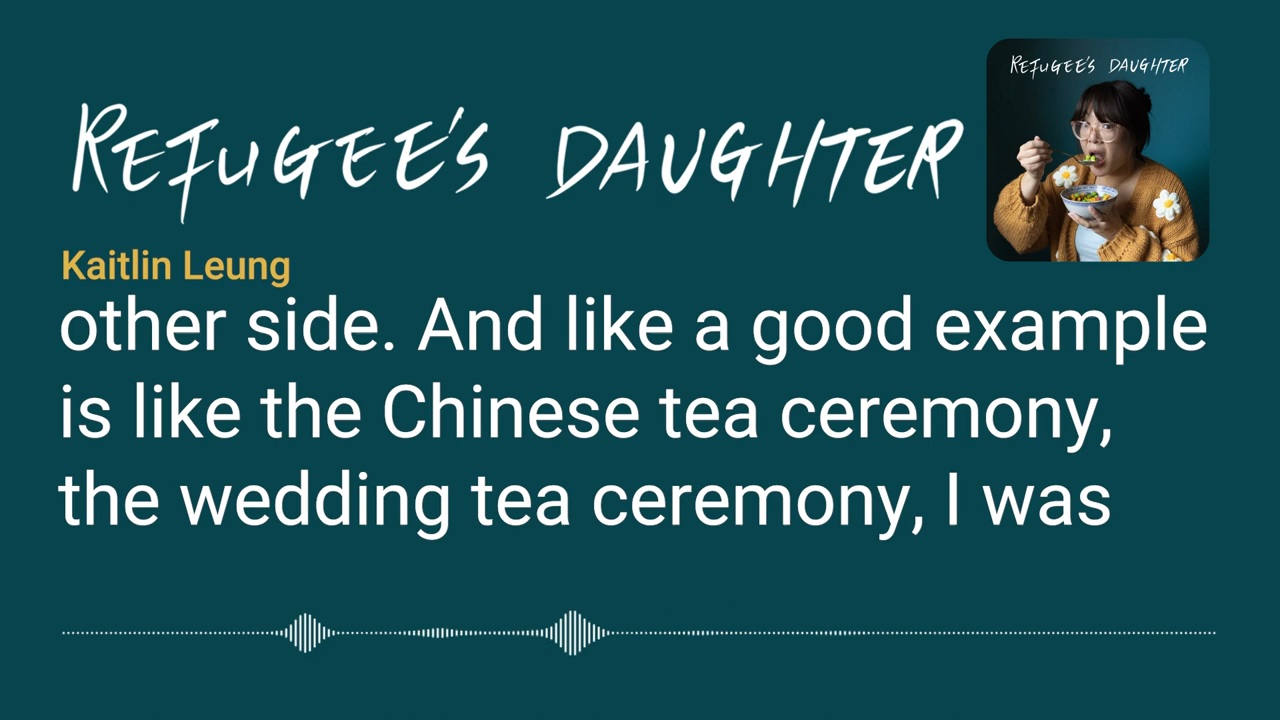 REFUGEE'S DAUGHTER
REFUGEE'S DAUGHTER
Kaitlin Leung
other side. And like a good example
is like the Chinese tea ceremony,
the wedding tea ceremony, I was